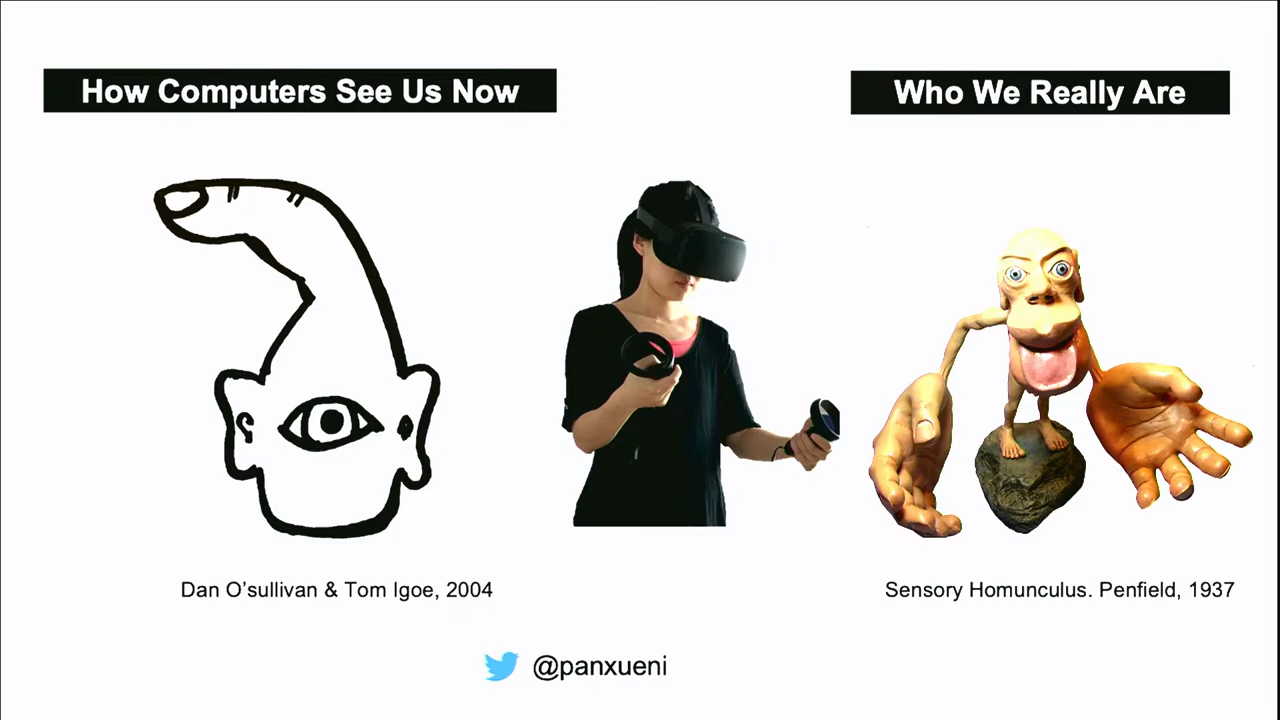 How Computers See Us Now
Who We Really Are
Dan O'sullivan & Tom Igoe, 2004
Sensory Homunculus. Penfield, 1937
@panxueni